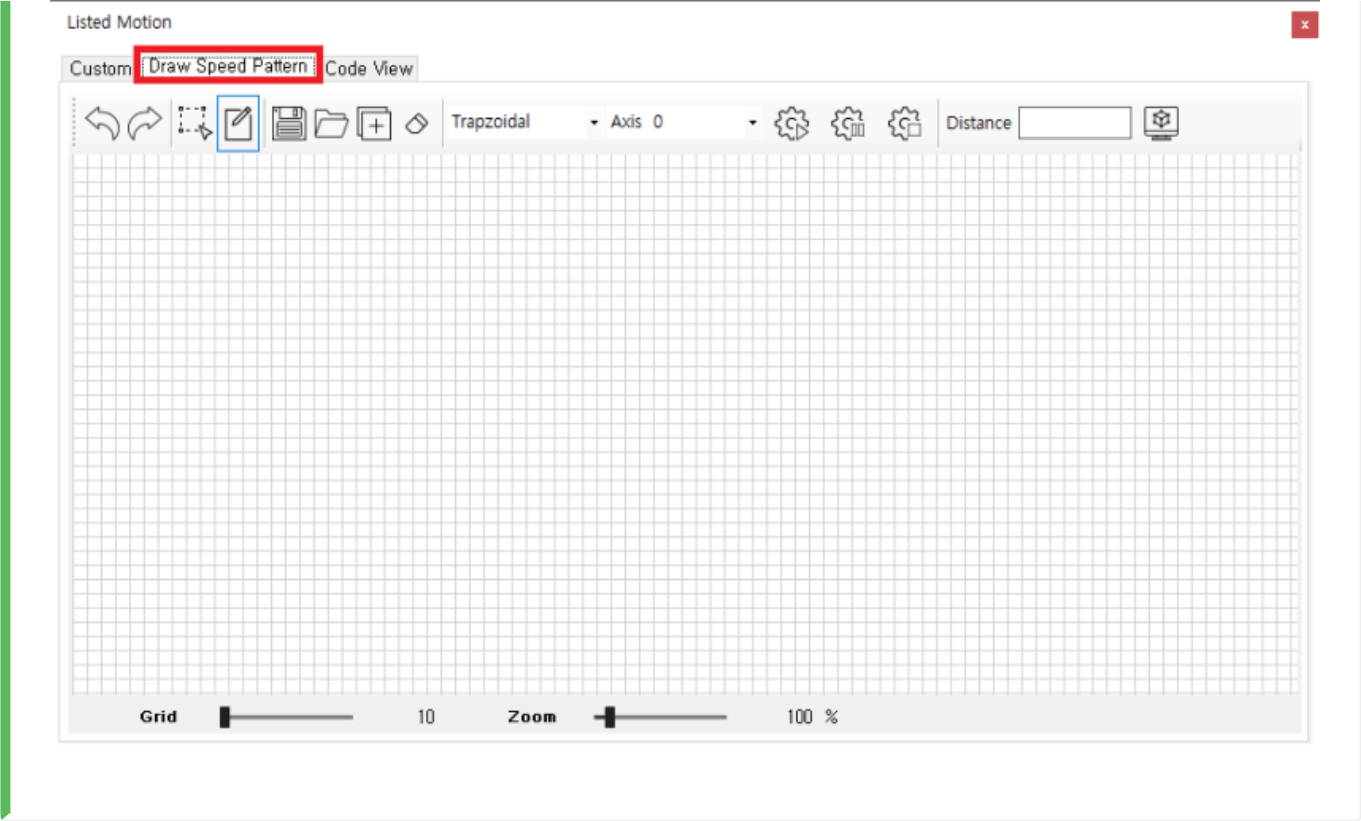 Listed Motion
x
Custom Draw Speed Pattern Code View
Trapzoidal Axis 0 Distance
Grid 10 Zoom 100 %